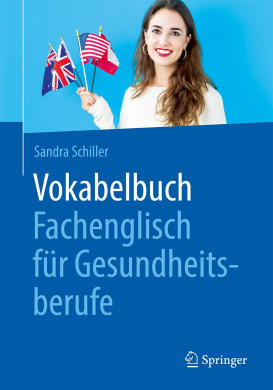 Sandra Schiller
Vokabelbuch
Fachenglisch
für Gesundheits-
berufe
Springer